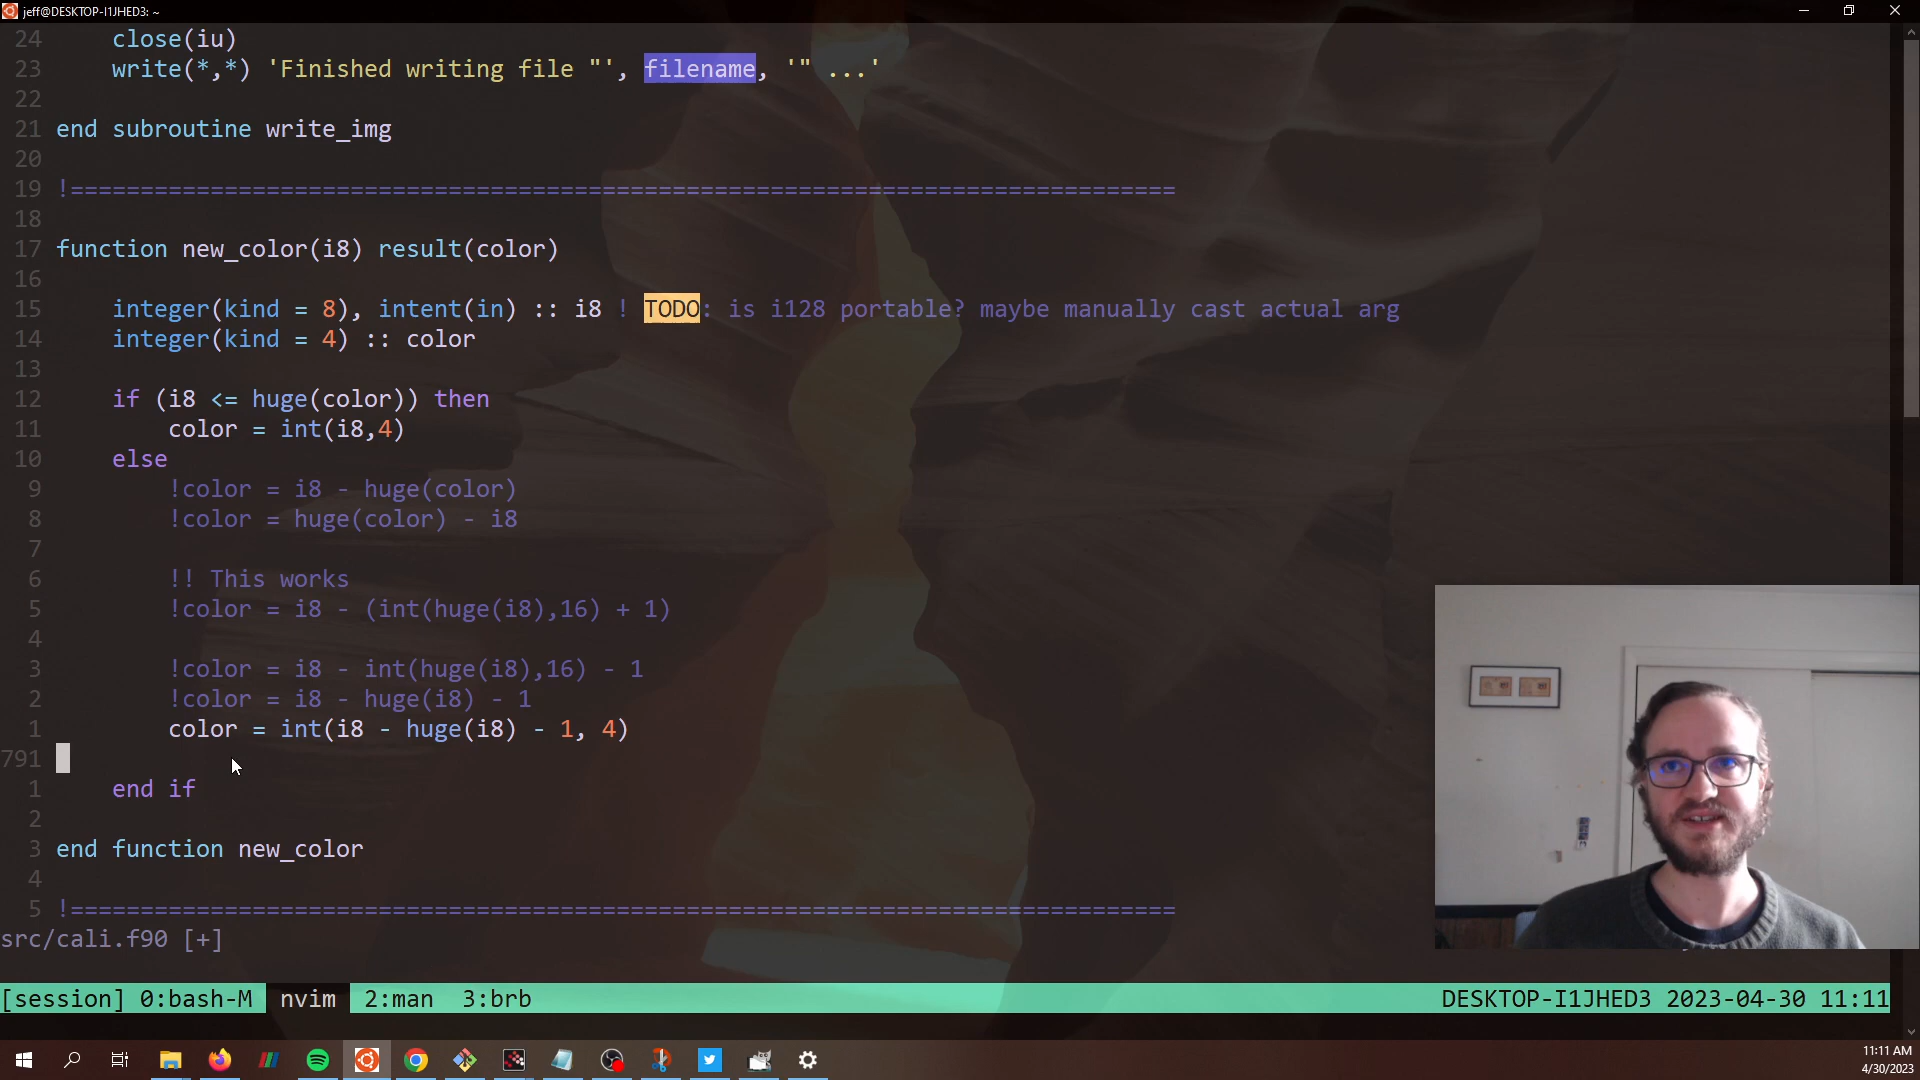 jeff@DESKTOP-I1JHED3: ~
24 close(iu)
23 write(*,*) 'Finished writing file "', filename, '" ...'
22
21 end subroutine write_img
20
19 !===============================================================================
18
17 function new_color(i8) result(color)
16
15 integer(kind = 8), intent(in) :: i8 ! TODO: is i128 portable? maybe manually cast actual arg
14 integer(kind = 4) :: color
13
12 if (i8 <= huge(color)) then
11 color = int(i8,4)
10 else
9 !color = i8 - huge(color)
8 !color = huge(color) - i8
7
6 !! This works
5 !color = i8 - (int(huge(i8),16) + 1)
4
3 !color = i8 - int(huge(i8),16) - 1
2 !color = i8 - huge(i8) - 1
1 color = int(i8 - huge(i8) - 1, 4)
791
1 end if
2
3 end function new_color
4
5 !===============================================================================
src/cali.f90 [+]
[session] 0:bash-M nvim 2:man 3:brb DESKTOP-I1JHED3 2023-04-30 11:11
11:11 AM
4/30/2023